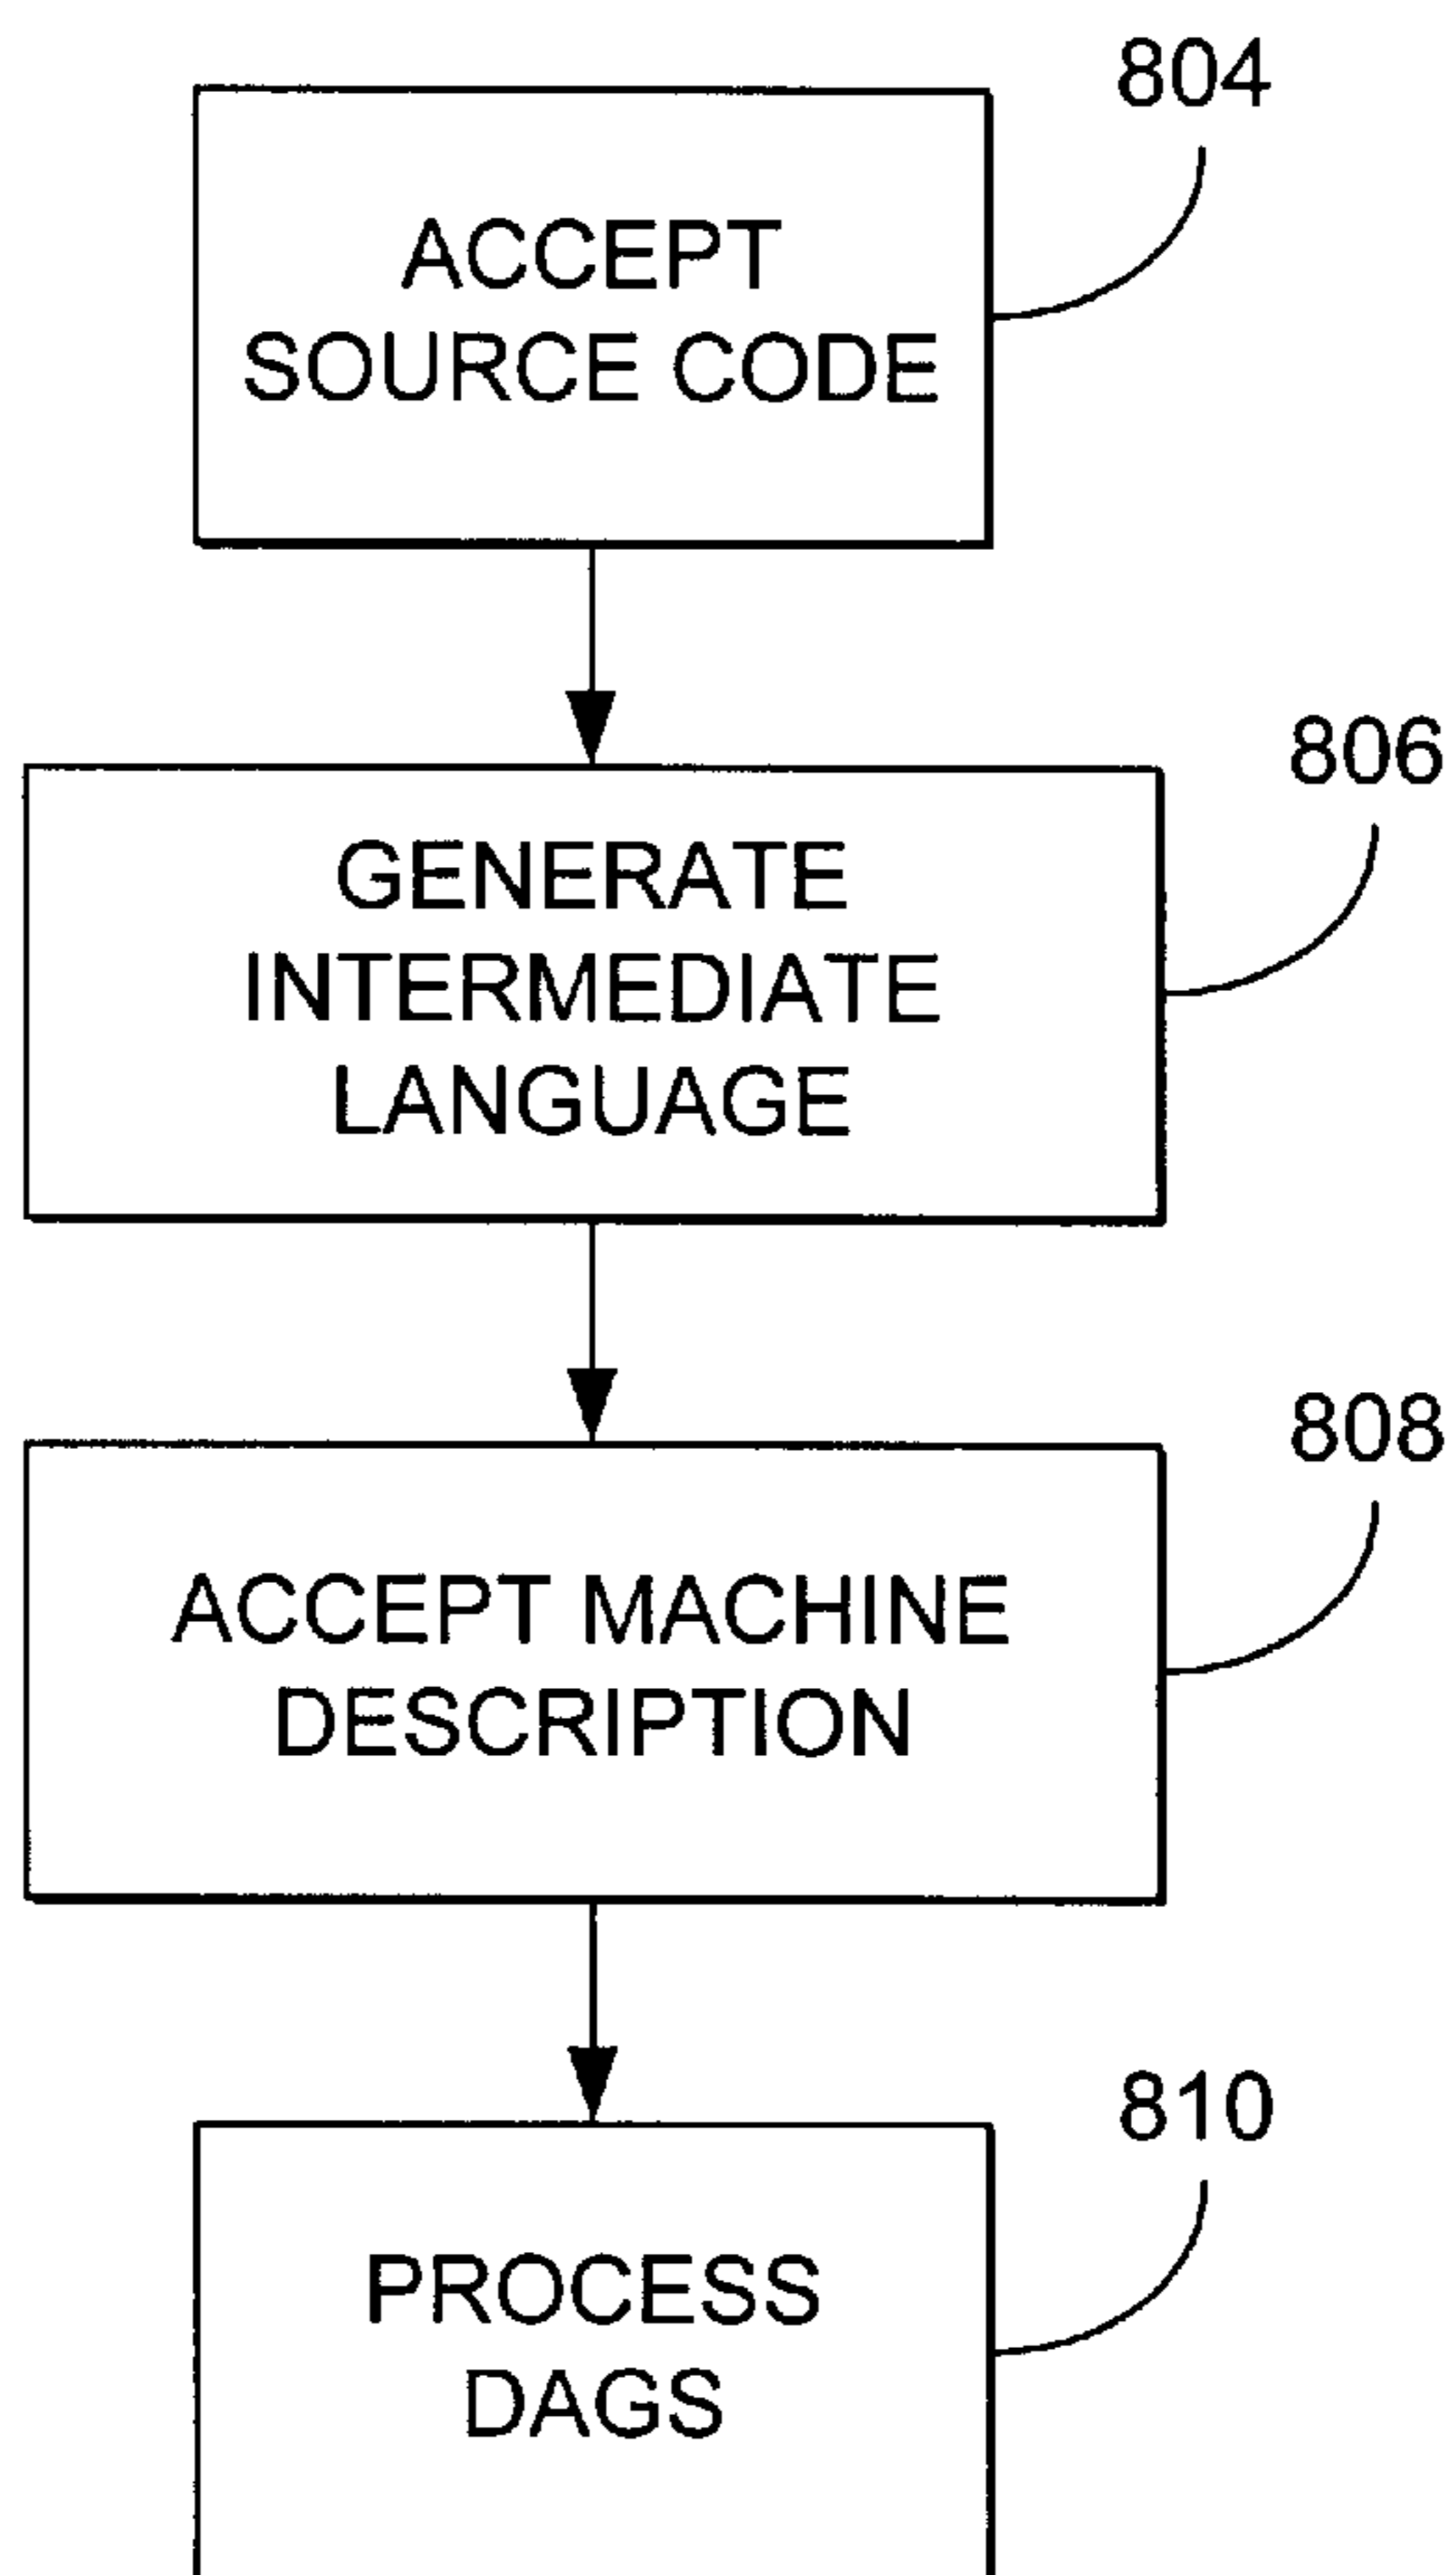 804
ACCEPT
SOURCE CODE
806
GENERATE
INTERMEDIATE
LANGUAGE
808
ACCEPT MACHINE
DESCRIPTION
810
PROCESS
DAGS